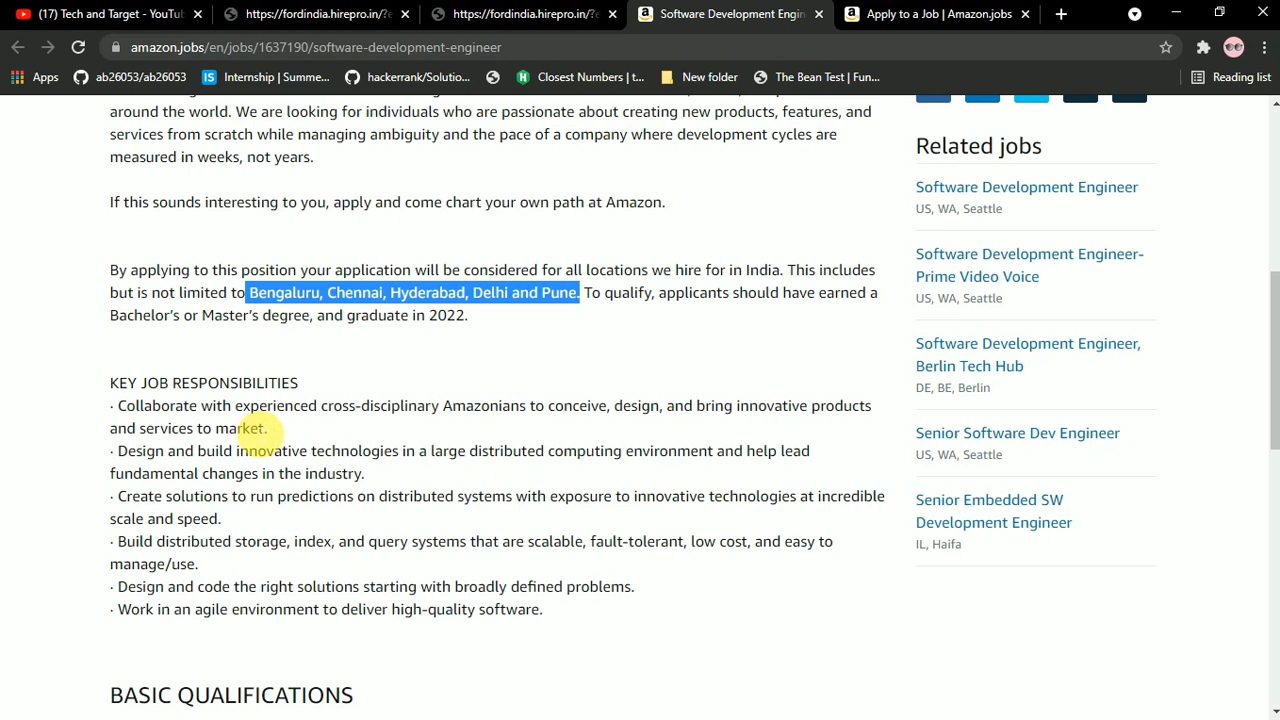 (17) Tech and Target - YouTu
https://fordindia.hirepro.in/?e
https://fordindia.hirepro.in/?e
Software Development Engin
Apply to a Job | Amazon.jobs
amazon.jobs/en/jobs/1637190/software-development-engineer
Apps
ab26053/ab26053
IS
Internship | Summe...
hackerrank/Solutio...
Closest Numbers | t...
New folder
The Bean Test | Fun...
Reading list
around the world. We are looking for individuals who are passionate about creating new products, features, and
services from scratch while managing ambiguity and the pace of a company where development cycles are
measured in weeks, not years.
If this sounds interesting to you, apply and come chart your own path at Amazon.
By applying to this position your application will be considered for all locations we hire for in India. This includes
but is not limited to Bengaluru, Chennai, Hyderabad, Delhi and Pune. To qualify, applicants should have earned a
Bachelor's or Master's degree, and graduate in 2022.
KEY JOB RESPONSIBILITIES
· Collaborate with experienced cross-disciplinary Amazonians to conceive, design, and bring innovative products
and services to market.
· Design and build innovative technologies in a large distributed computing environment and help lead
fundamental changes in the industry.
· Create solutions to run predictions on distributed systems with exposure to innovative technologies at incredible
scale and speed.
· Build distributed storage, index, and query systems that are scalable, fault-tolerant, low cost, and easy to
manage/use.
· Design and code the right solutions starting with broadly defined problems.
· Work in an agile environment to deliver high-quality software.
BASIC QUALIFICATIONS
Related jobs
Software Development Engineer
US, WA, Seattle
Software Development Engineer-
Prime Video Voice
US, WA, Seattle
Software Development Engineer,
Berlin Tech Hub
DE, BE, Berlin
Senior Software Dev Engineer
US, WA, Seattle
Senior Embedded SW
Development Engineer
IL, Haifa